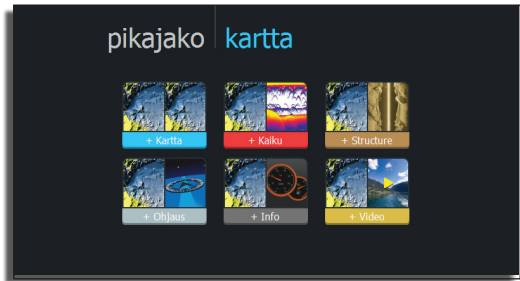 pikajako kartta
+ Kartta + Kaiku + Structure
+ Ohjaus + Info + Video